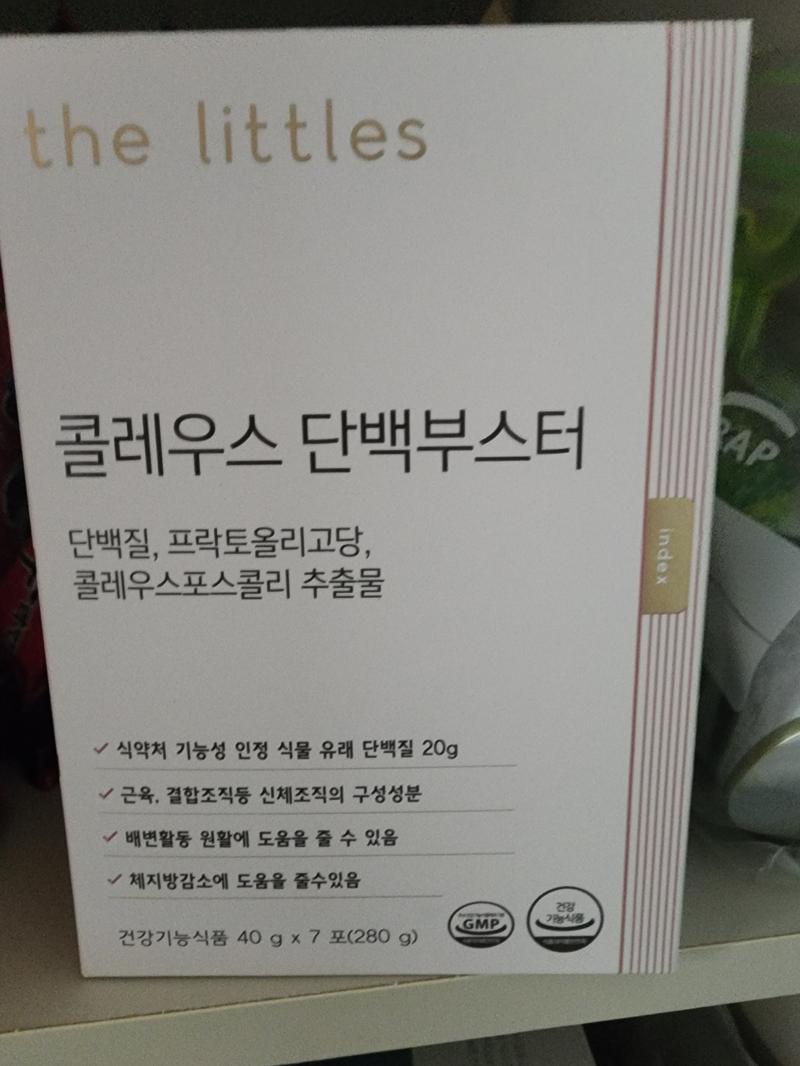 the littles
콜레우스 단백부스터
단백질, 프락토올리고당,
콜레우스포스콜리 추출물
index
식약처 기능성 인정 식물 유래 단백질 20g
근육, 결합조직등 신체조직의 구성성분
배변활동 원활에 도움을 줄 수 있음
체지방감소에 도움을 줄수있음
건강기능식품 40 g x 7 포(280 g)
GMP
건강
기능식품